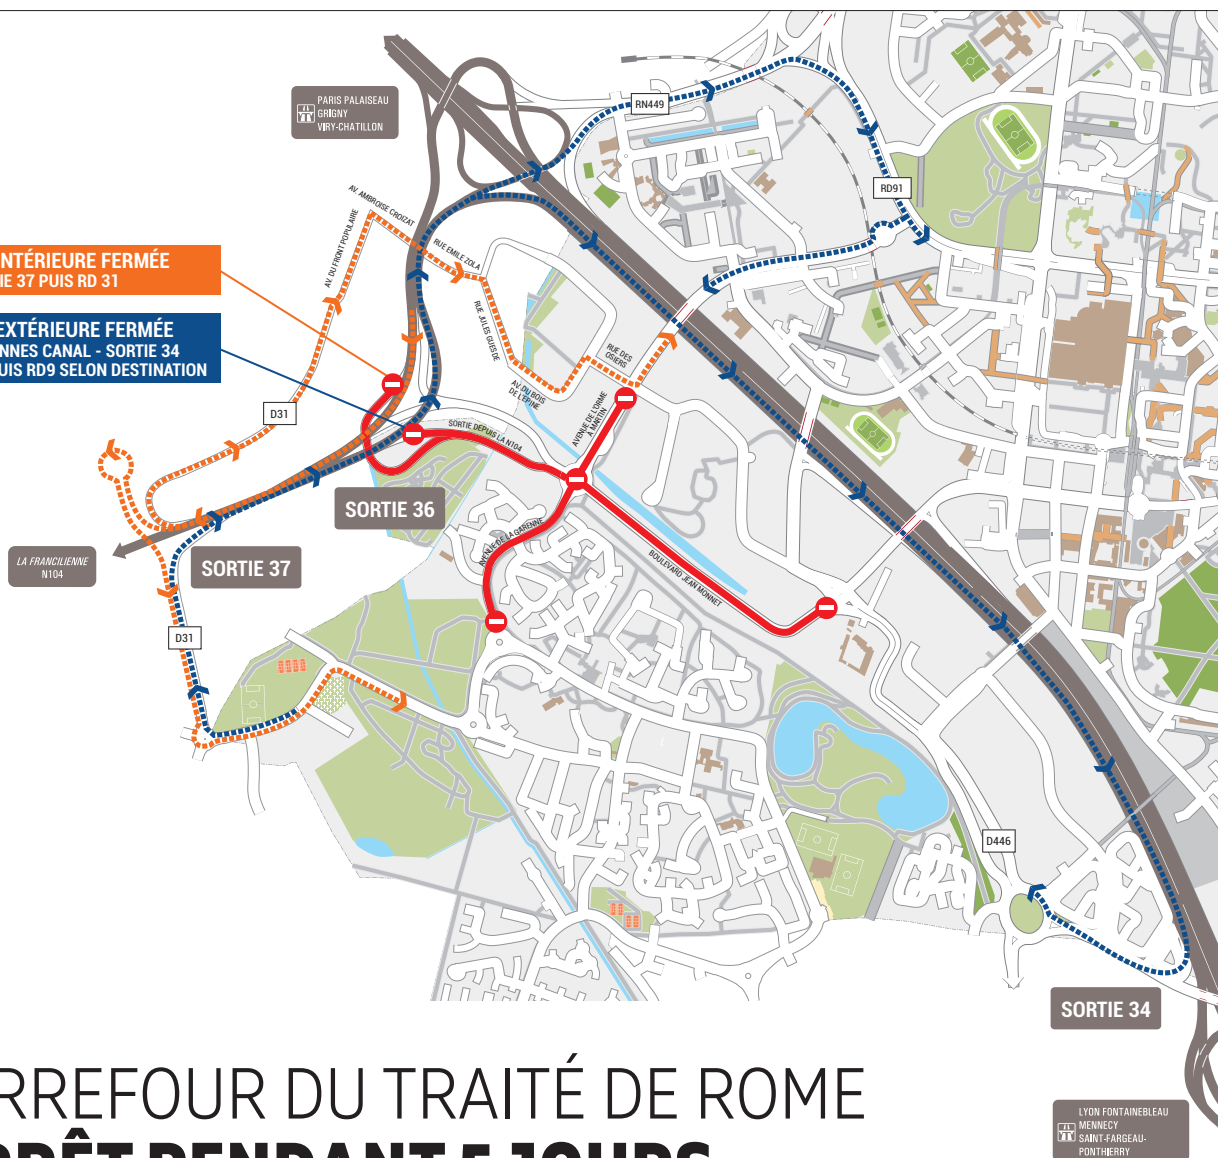 PARIS PALAISEAU
GRIGNY
VIRY-CHATILLON
RN449
RD91
AV. AMBROISE CROIZAT
AV. DU FRONT POPULAIRE
RUE EMILE ZOLA
NTÉRIEURE FERMÉE
IE 37 PUIS RD 31
EXTÉRIEURE FERMÉE
NNES CANAL - SORTIE 34
UIS RD9 SELON DESTINATION
RUE JULES GUESDE
RUE DES
OSIERS
AV. DU BOIS
DE L'EPINE
AVENUE DE L'ORME
À MARTIN
D31
SORTIE DEPUIS LA N104
SORTIE 36
AVENUE DE LA GARENNE
BOULEVARD JEAN MONNET
LA FRANCILIENNE
N104
SORTIE 37
D31
D446
SORTIE 34
RREFOUR DU TRAITÉ DE ROME
RRÊT PENDANT 5 JOURS
LYON FONTAINEBLEAU
MENNECY
SAINT-FARGEAU-
PONTHIERRY